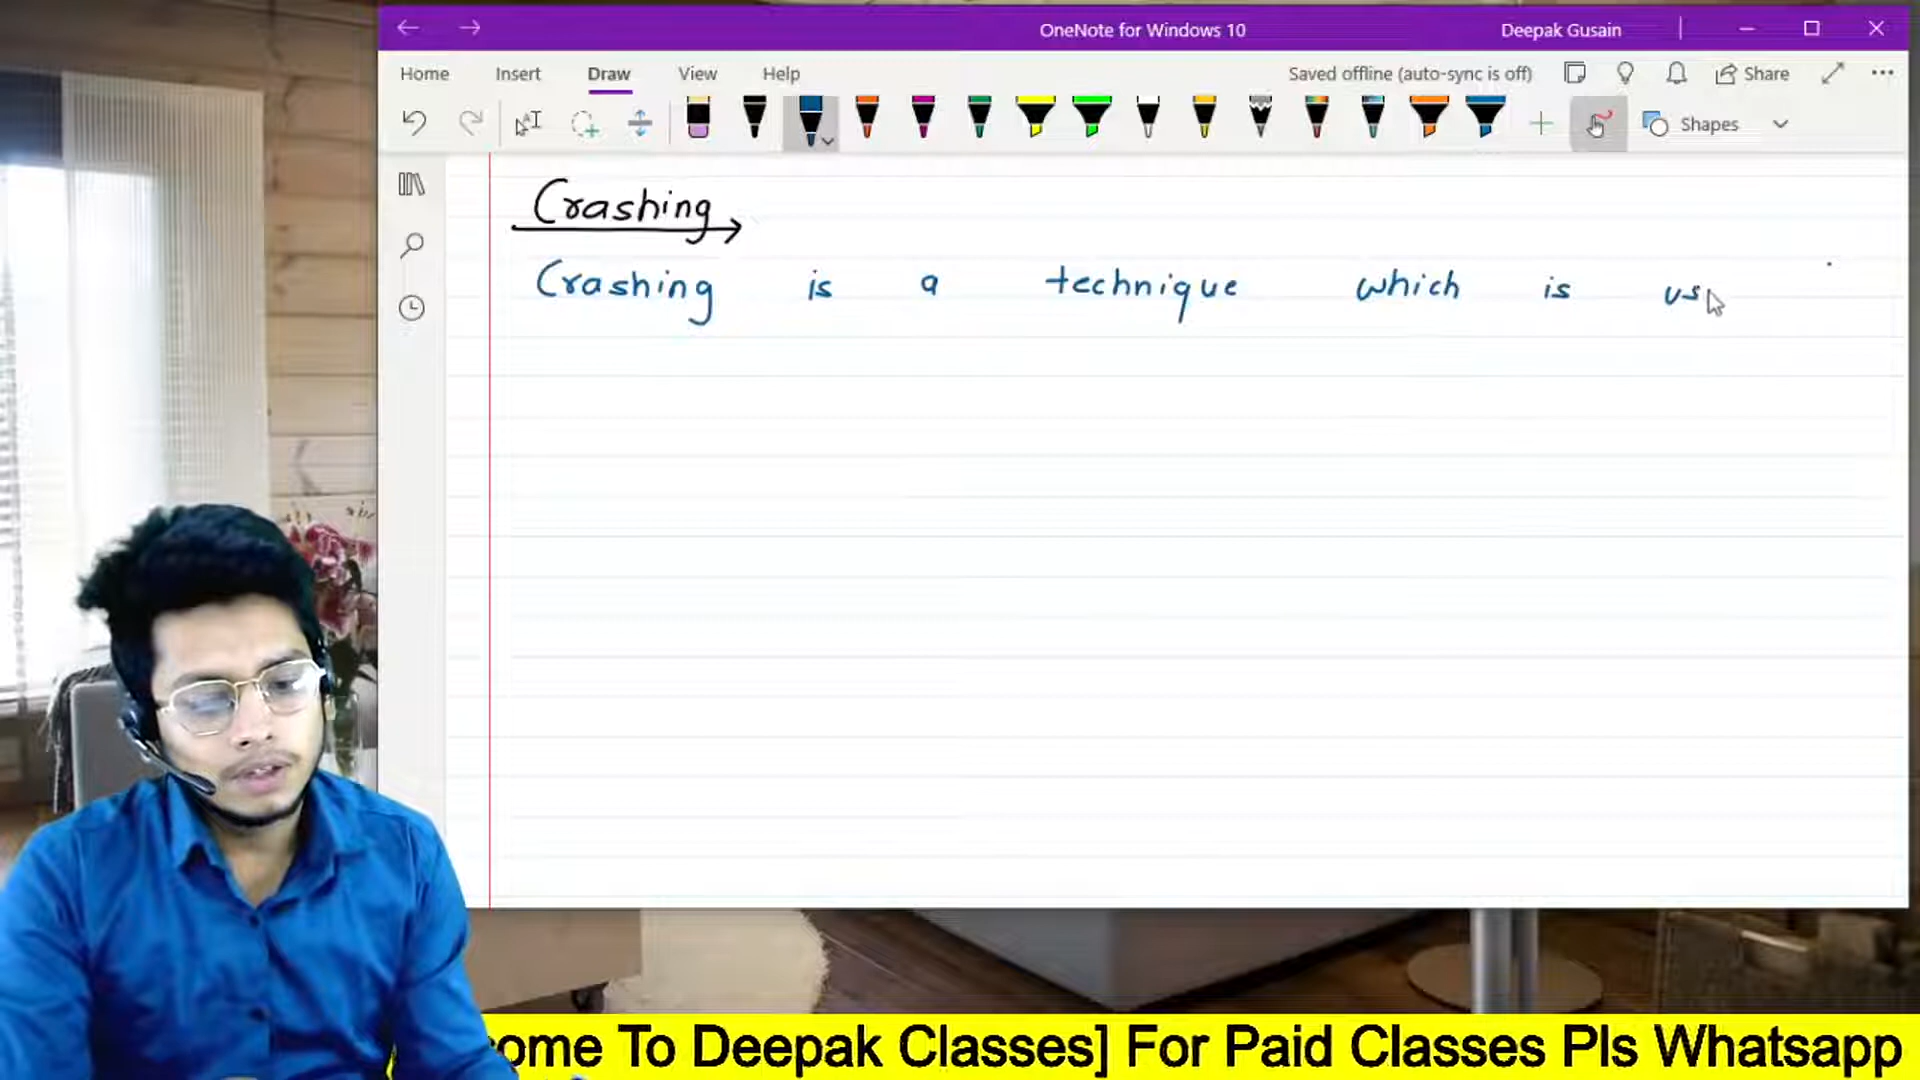 OneNote for Windows 10 Deepak Gusain
Home Insert Draw View Help Saved offline (auto-sync is off) Share
Shapes
Crashing
Crashing is a technique which is us
ome To Deepak Classes] For Paid Classes Pls Whatsapp